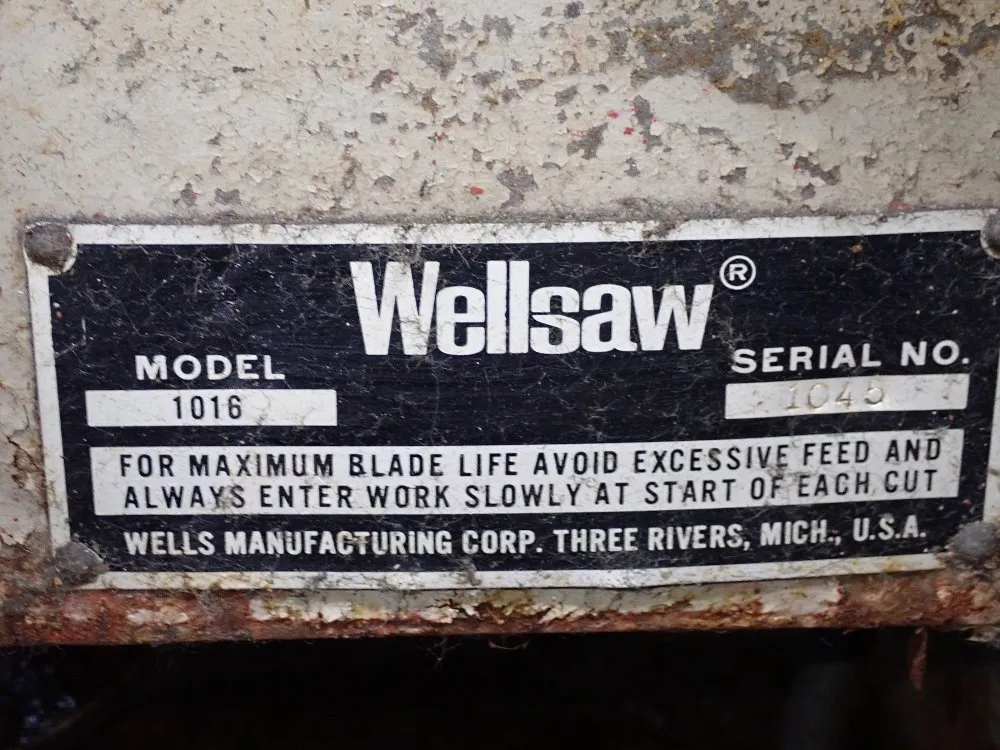 Wellsaw®
MODEL
SERIAL NO.
1016
1045
FOR MAXIMUM BLADE LIFE AVOID EXCESSIVE FEED AND
ALWAYS ENTER WORK SLOWLY AT START OF EACH CUT
WELLS MANUFACTURING CORP. THREE RIVERS, MICH., U.S.A.